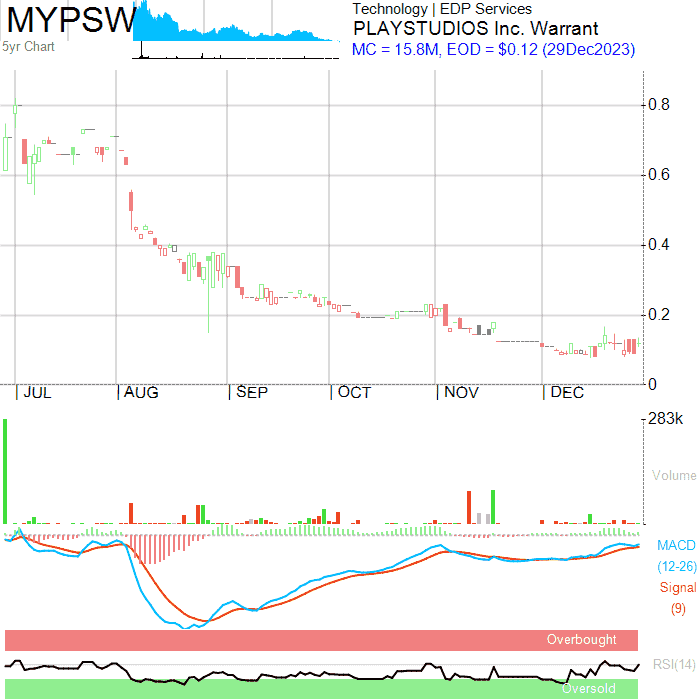 MYPSW
5yr Chart
Technology | EDP Services
PLAYSTUDIOS Inc. Warrant
MC = 15.8M, EOD = $0.12 (29Dec2023)
0.8
0.6
0.4
0.2
0
| JUL | AUG | SEP | OCT | NOV | DEC
283k
Volume
MACD
(12-26)
Signal
(9)
Overbought
RSI(14)
Oversold